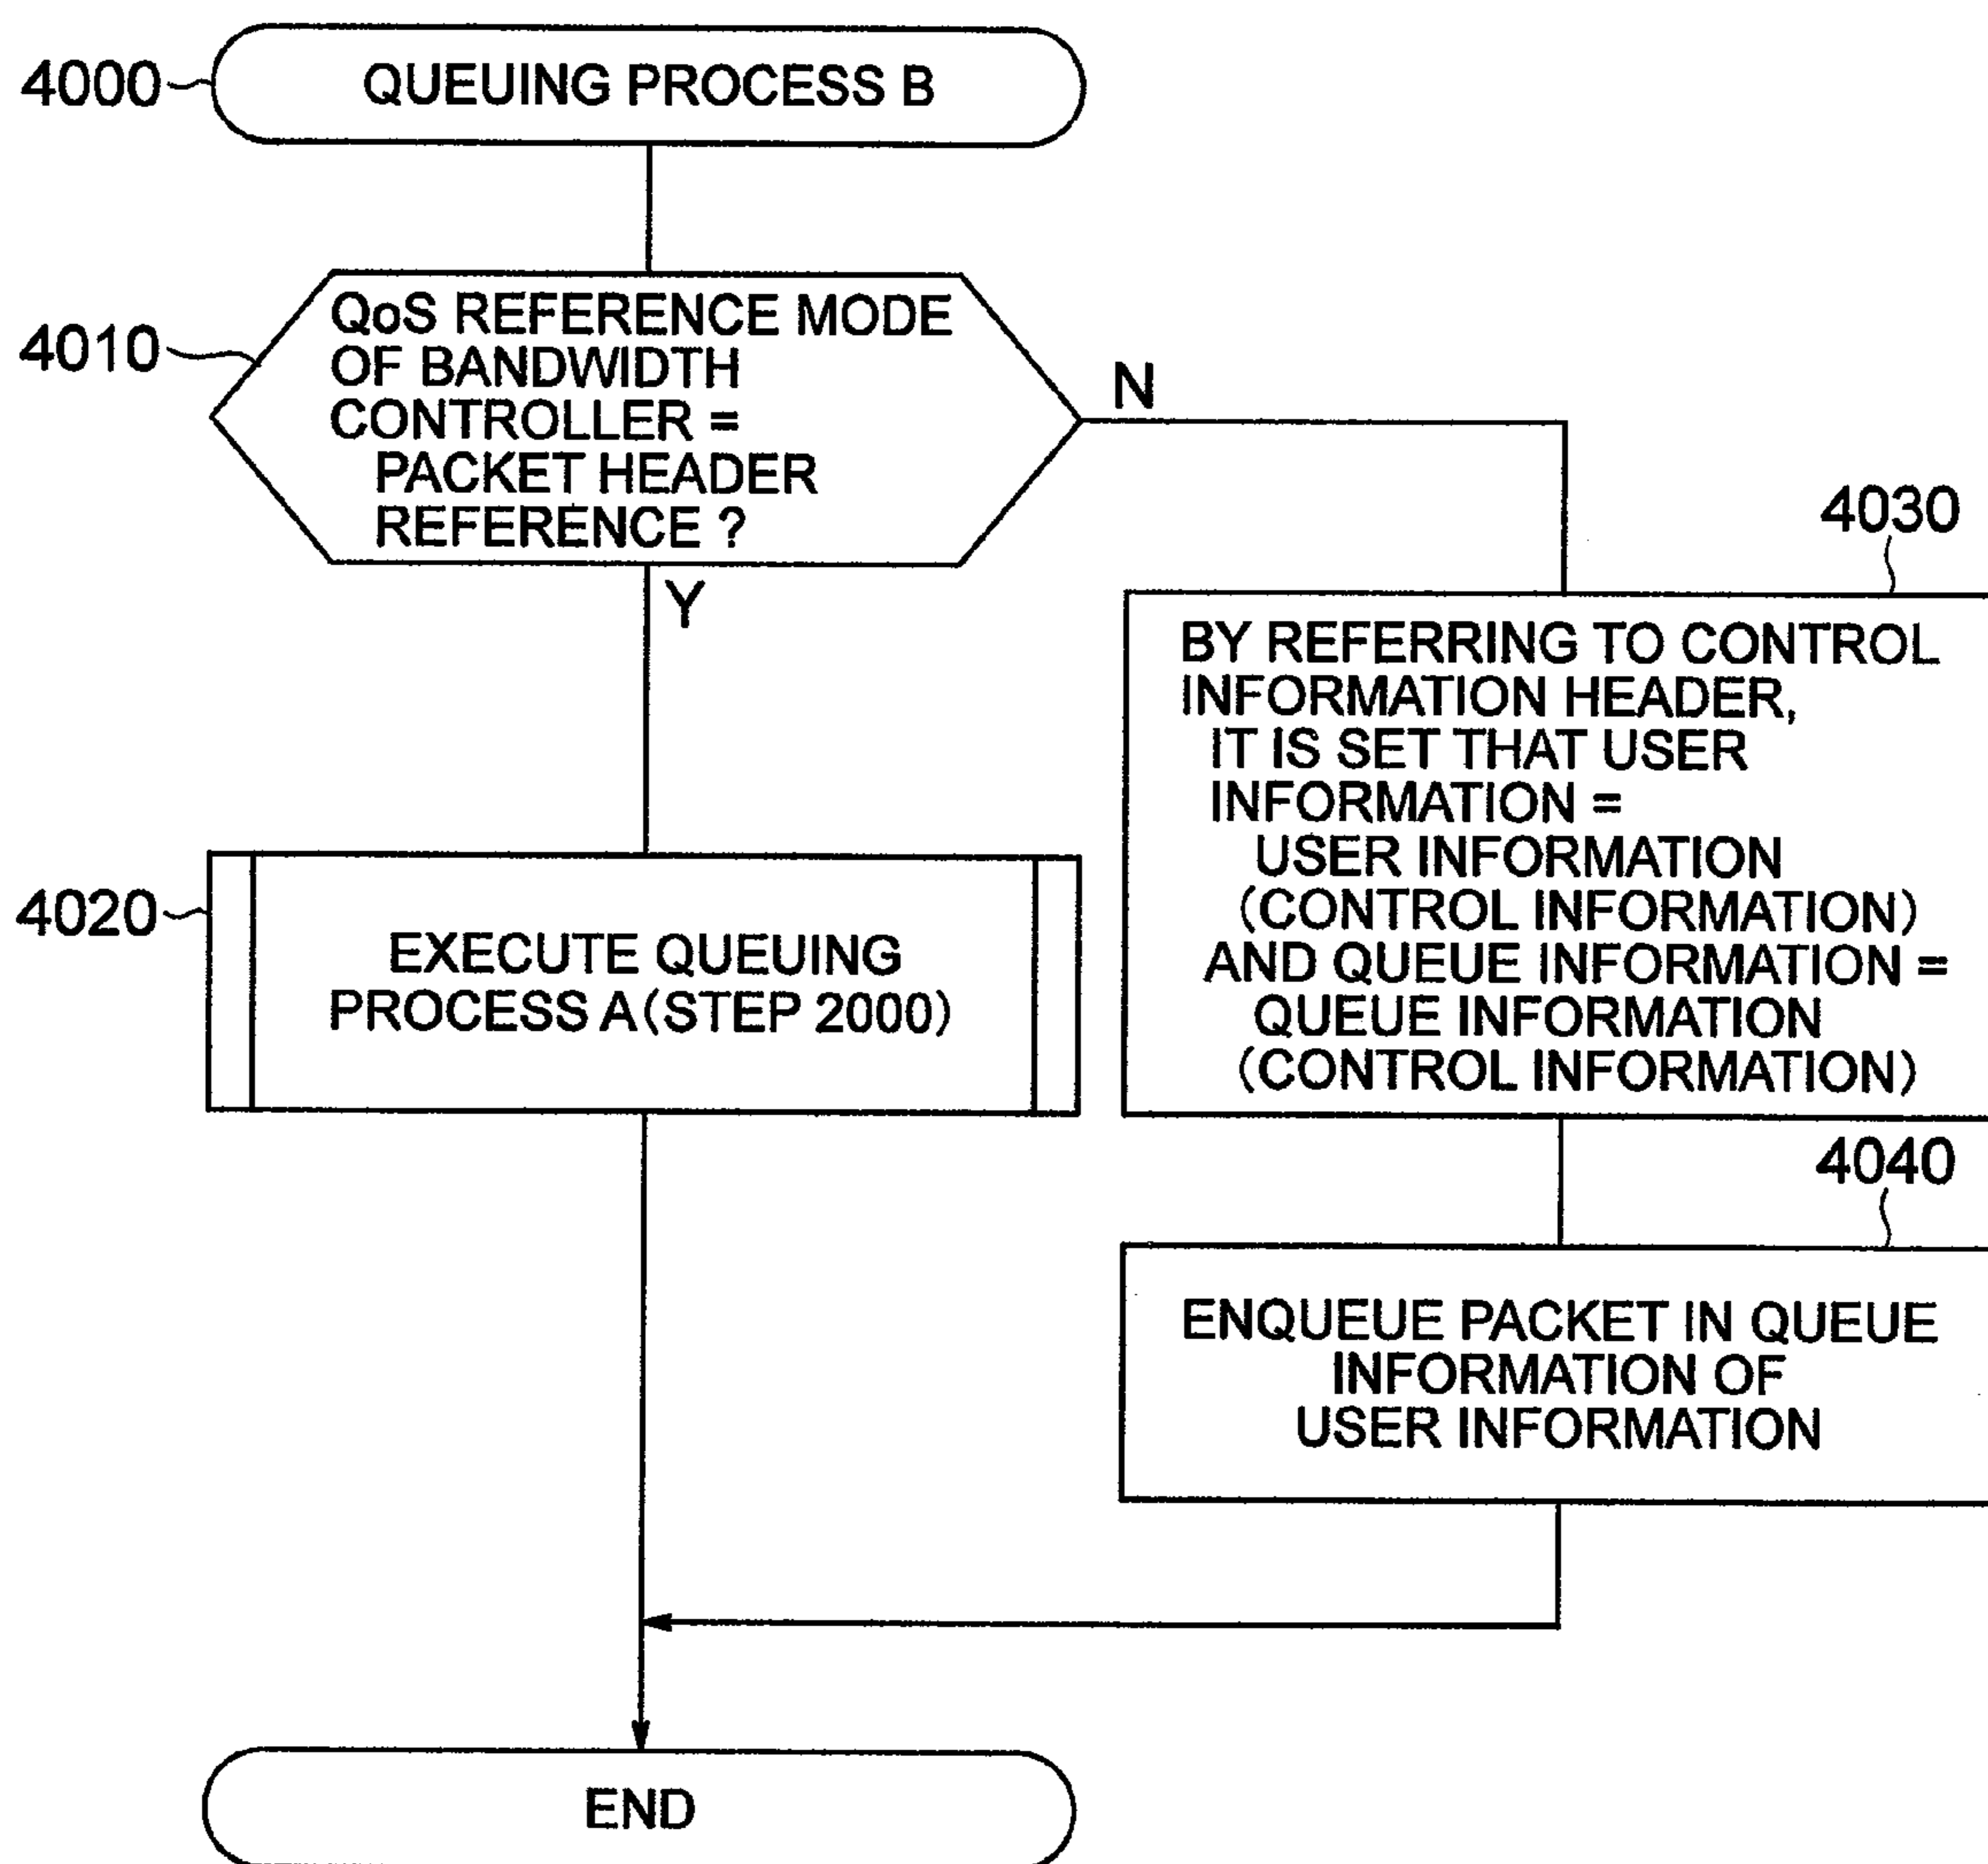 4000
QUEUING PROCESS B
4010
QoS REFERENCE MODE
OF BANDWIDTH
CONTROLLER =
PACKET HEADER
REFERENCE ?
N
Y
4020
EXECUTE QUEUING
PROCESS A (STEP 2000)
4030
BY REFERRING TO CONTROL
INFORMATION HEADER,
IT IS SET THAT USER
INFORMATION =
USER INFORMATION
(CONTROL INFORMATION)
AND QUEUE INFORMATION =
QUEUE INFORMATION
(CONTROL INFORMATION)
4040
ENQUEUE PACKET IN QUEUE
INFORMATION OF
USER INFORMATION
END